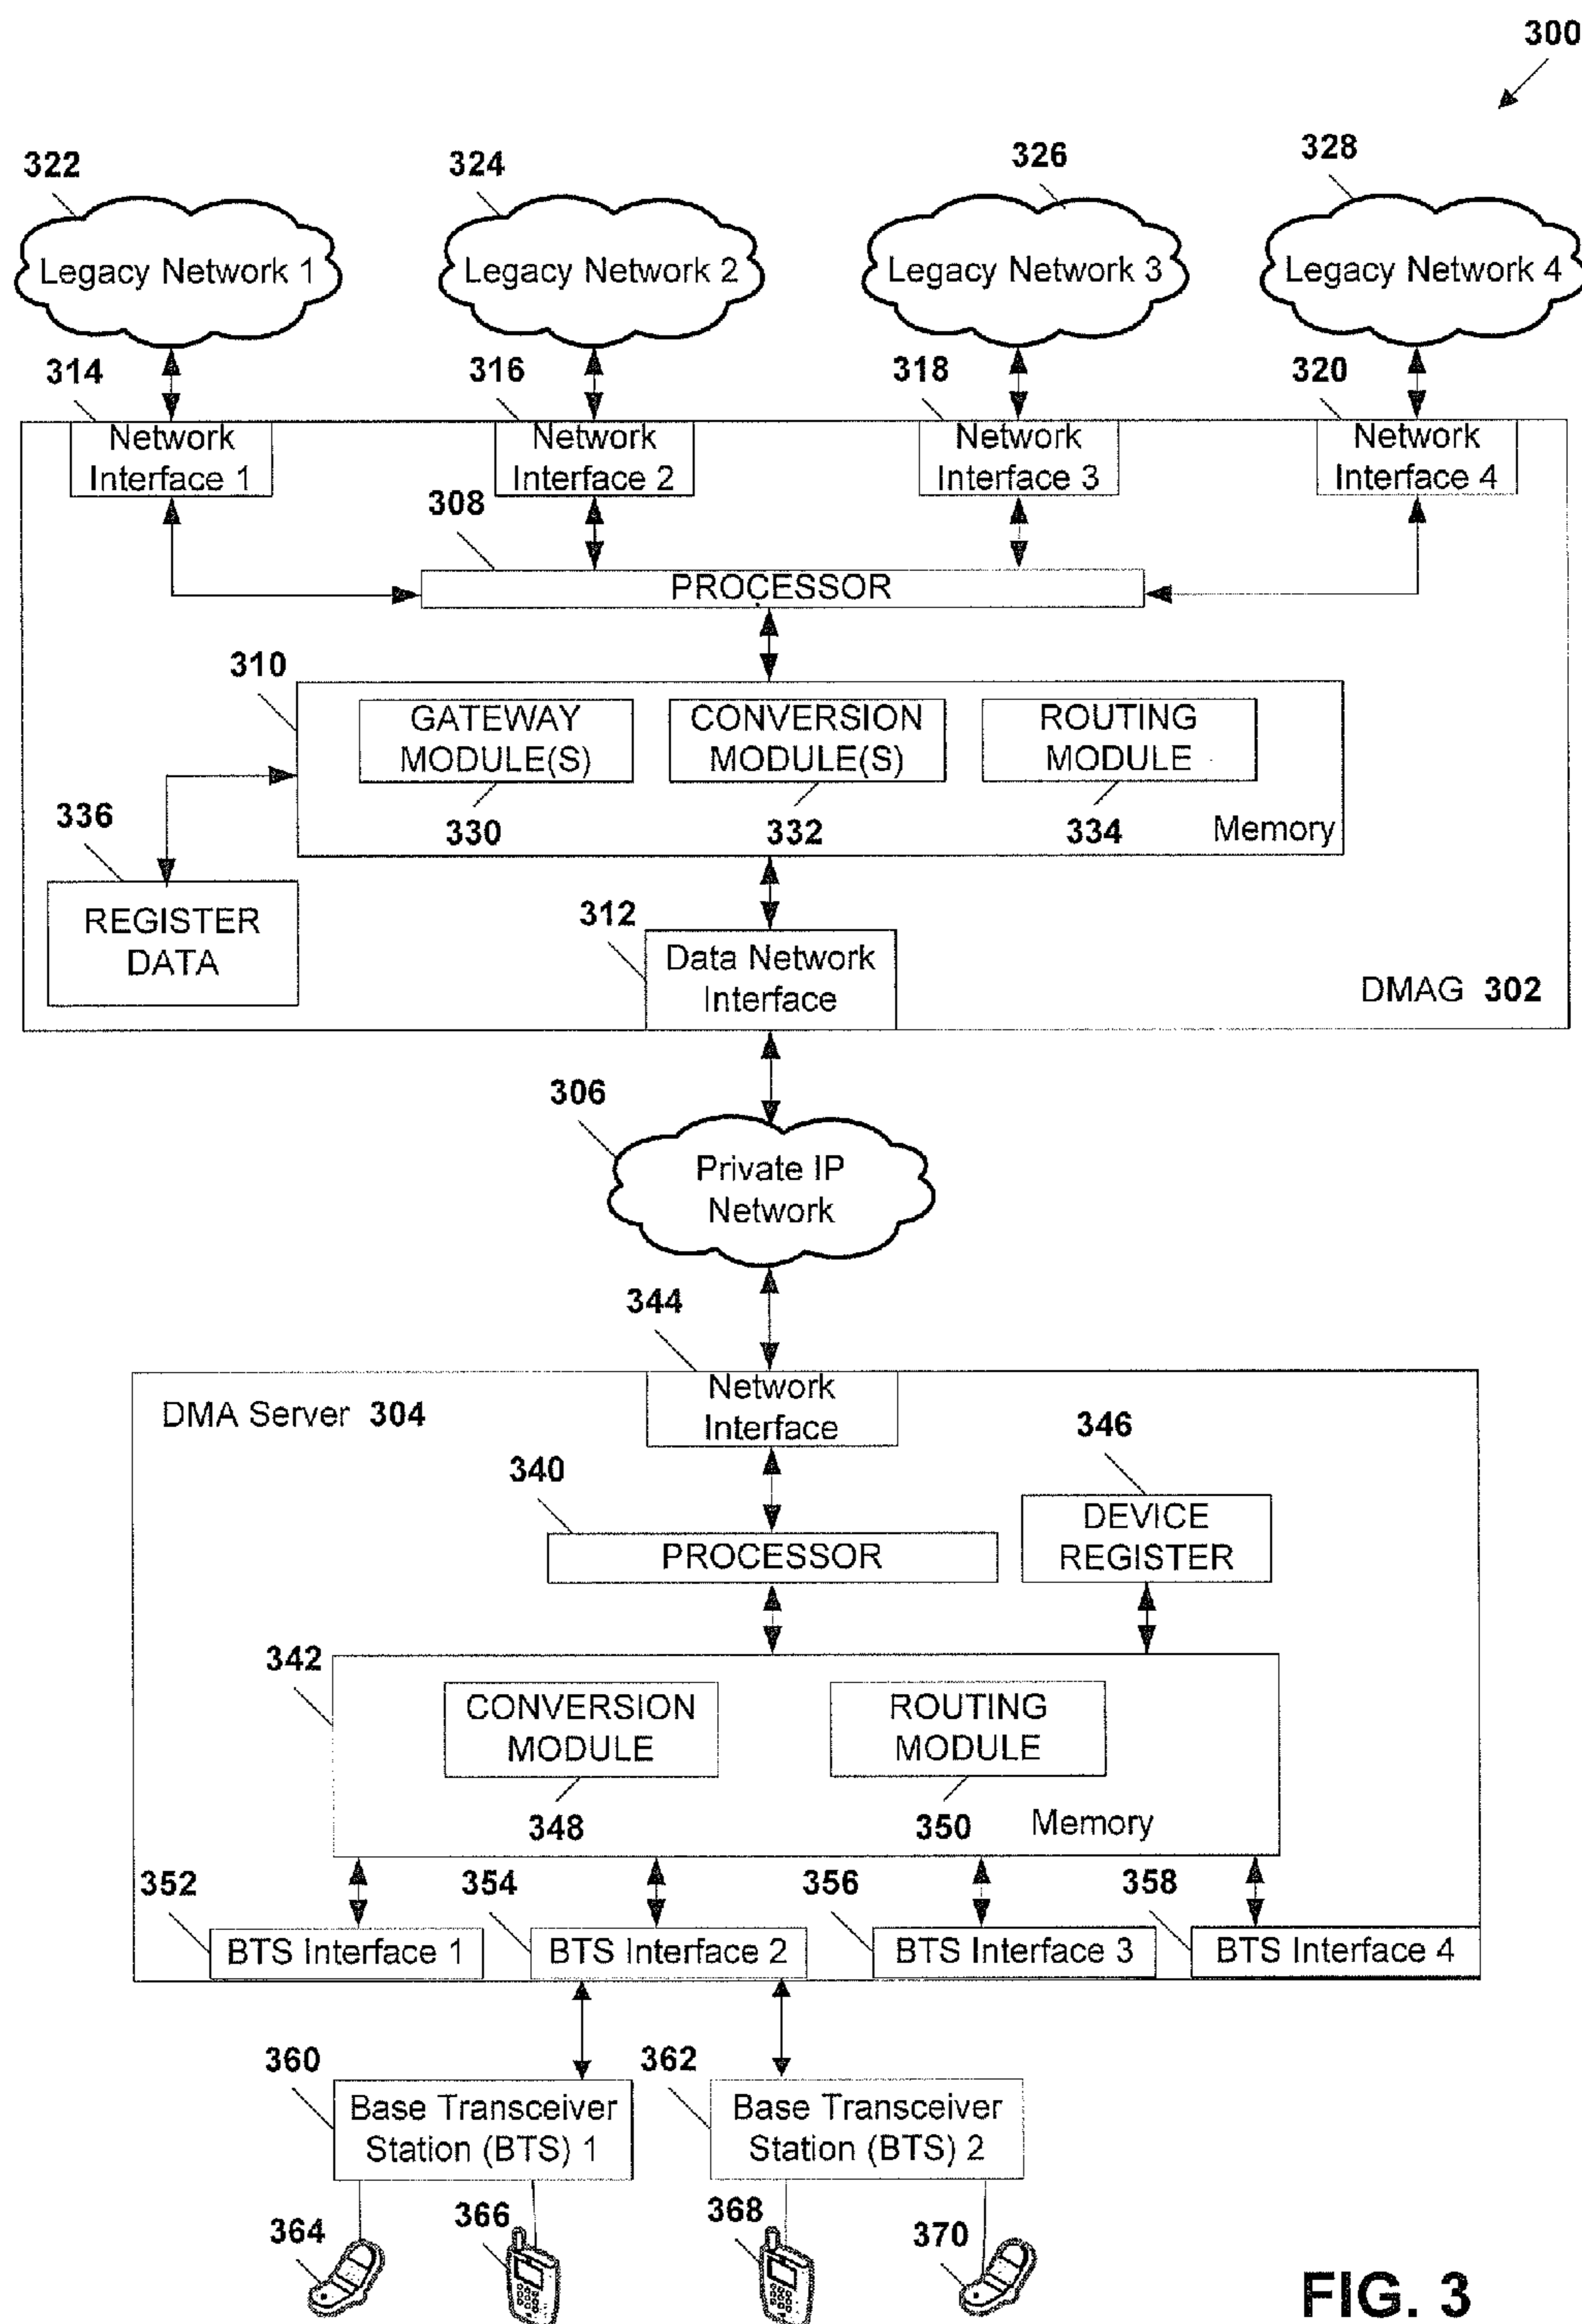 300
322
324
326
328
Legacy Network 1
Legacy Network 2
Legacy Network 3
Legacy Network 4
314
316
318
320
Network
Interface 1
Network
Interface 2
Network
Interface 3
Network
Interface 4
308
PROCESSOR
310
GATEWAY
MODULE(S)
CONVERSION
MODULE(S)
ROUTING
MODULE
330
332
334
Memory
336
REGISTER
DATA
312
Data Network
Interface
DMAG 302
306
Private IP
Network
344
Network
Interface
DMA Server 304
346
340
PROCESSOR
DEVICE
REGISTER
342
CONVERSION
MODULE
ROUTING
MODULE
348
350
Memory
352
354
356
358
BTS Interface 1
BTS Interface 2
BTS Interface 3
BTS Interface 4
360
362
Base Transceiver
Station (BTS) 1
Base Transceiver
Station (BTS) 2
364
366
368
370
FIG. 3